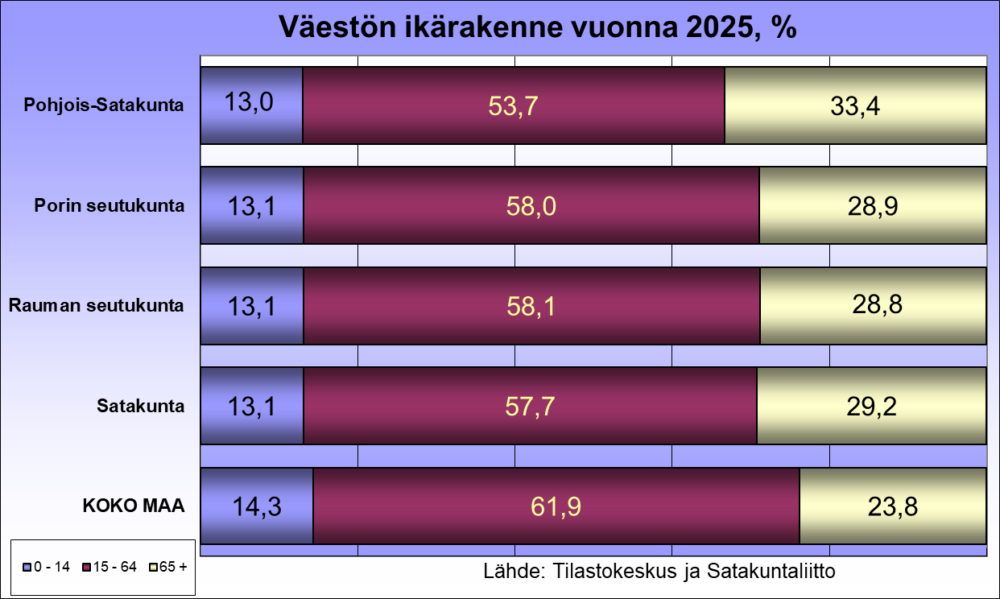 Väestön ikärakenne vuonna 2025, %
Pohjois-Satakunta 13,0 53,7 33,4
Porin seutukunta 13,1 58,0 28,9
Rauman seutukunta 13,1 58,1 28,8
Satakunta 13,1 57,7 29,2
KOKO MAA 14,3 61,9 23,8
0 - 14 15 - 64 65 +
Lähde: Tilastokeskus ja Satakuntaliitto